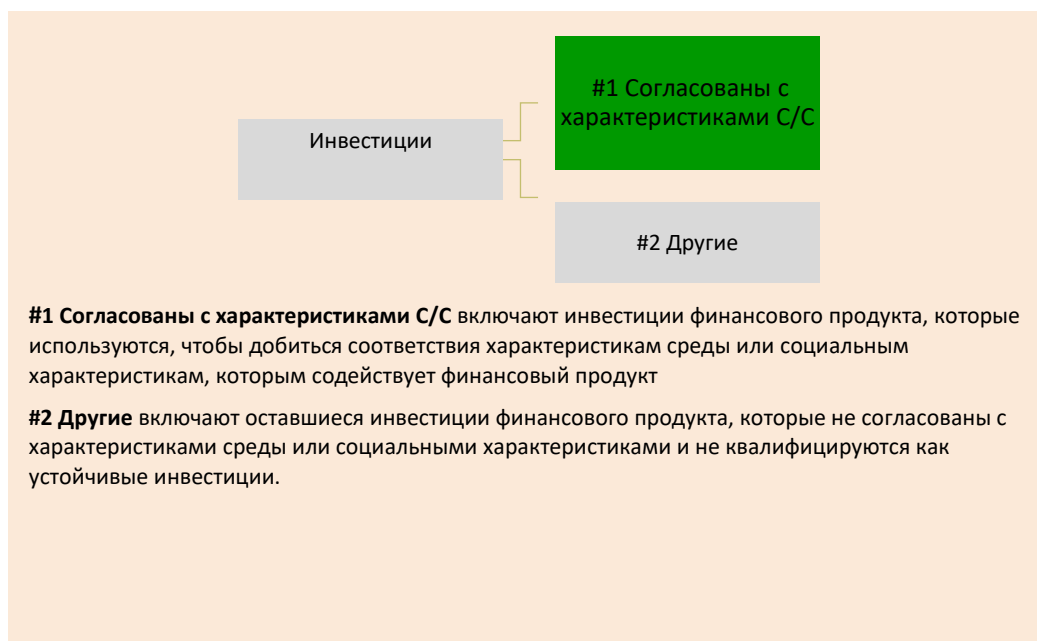 #1 Согласованы с
характеристиками С/С
Инвестиции
#2 Другие
#1 Согласованы с характеристиками С/С включают инвестиции финансового продукта, которые
используются, чтобы добиться соответствия характеристикам среды или социальным
характеристикам, которым содействует финансовый продукт
#2 Другие включают оставшиеся инвестиции финансового продукта, которые не согласованы с
характеристиками среды или социальными характеристиками и не квалифицируются как
устойчивые инвестиции.